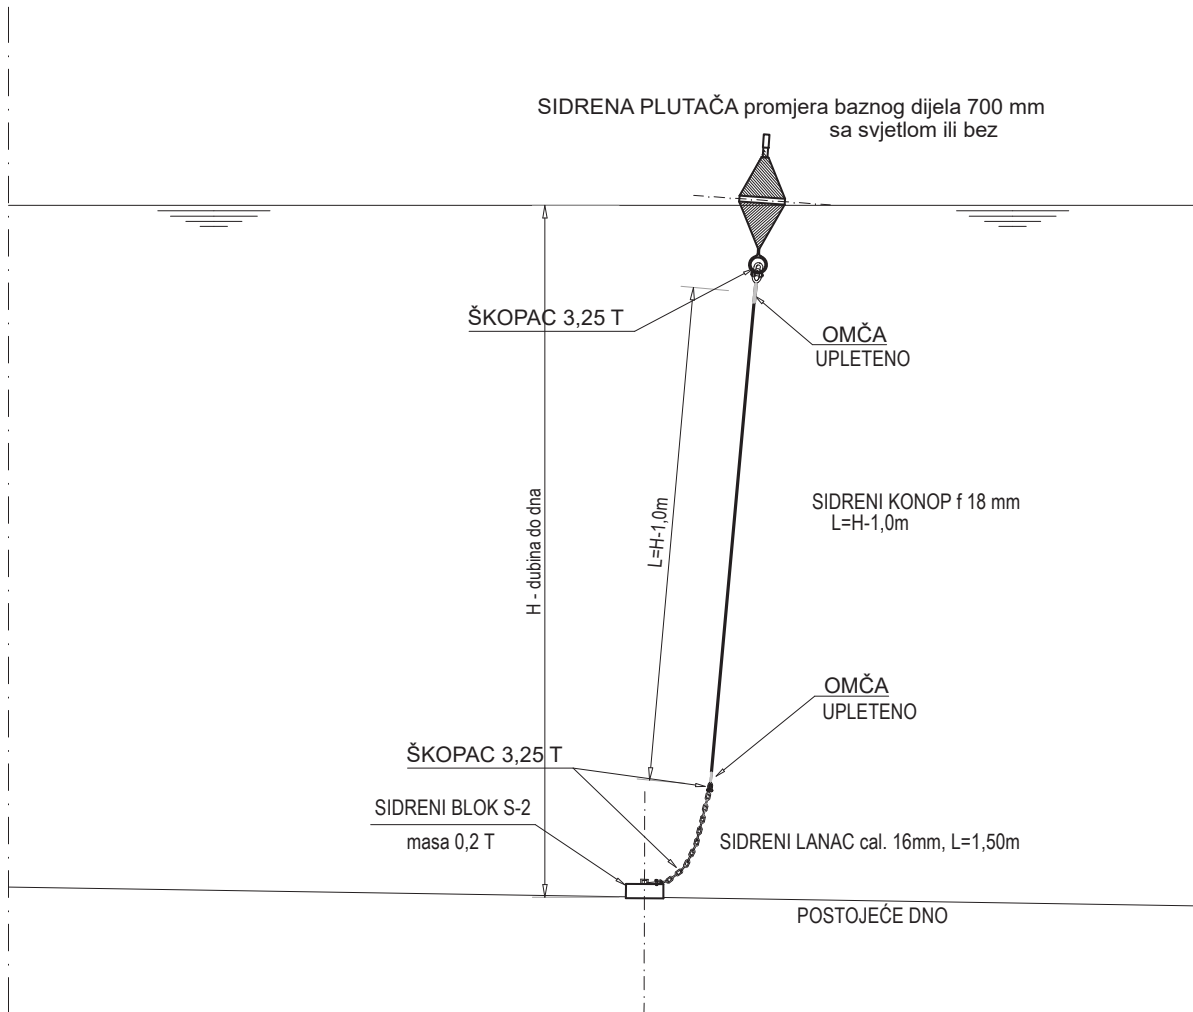 SIDRENA PLUTAČA promjera baznog dijela 700 mm
sa svjetlom ili bez
ŠKOPAC 3,25 T
OMČA
UPLETENO
H - dubina do dna
L=H-1,0m
SIDRENI KONOP f 18 mm
L=H-1,0m
OMČA
UPLETENO
ŠKOPAC 3,25 T
SIDRENI BLOK S-2
masa 0,2 T
SIDRENI LANAC cal. 16mm, L=1,50m
POSTOJEĆE DNO